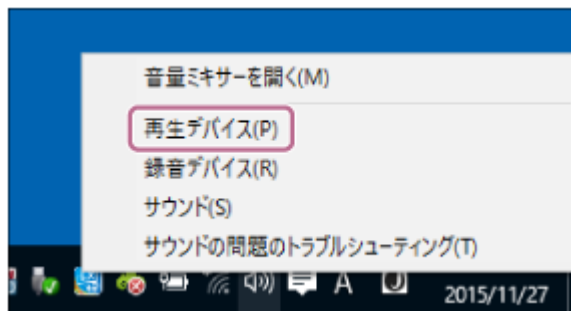 音量ミキサーを開く(M)
再生デバイス(P)
録音デバイス(R)
サウンド(S)
サウンドの問題のトラブルシューティング(T)
A
2015/11/27